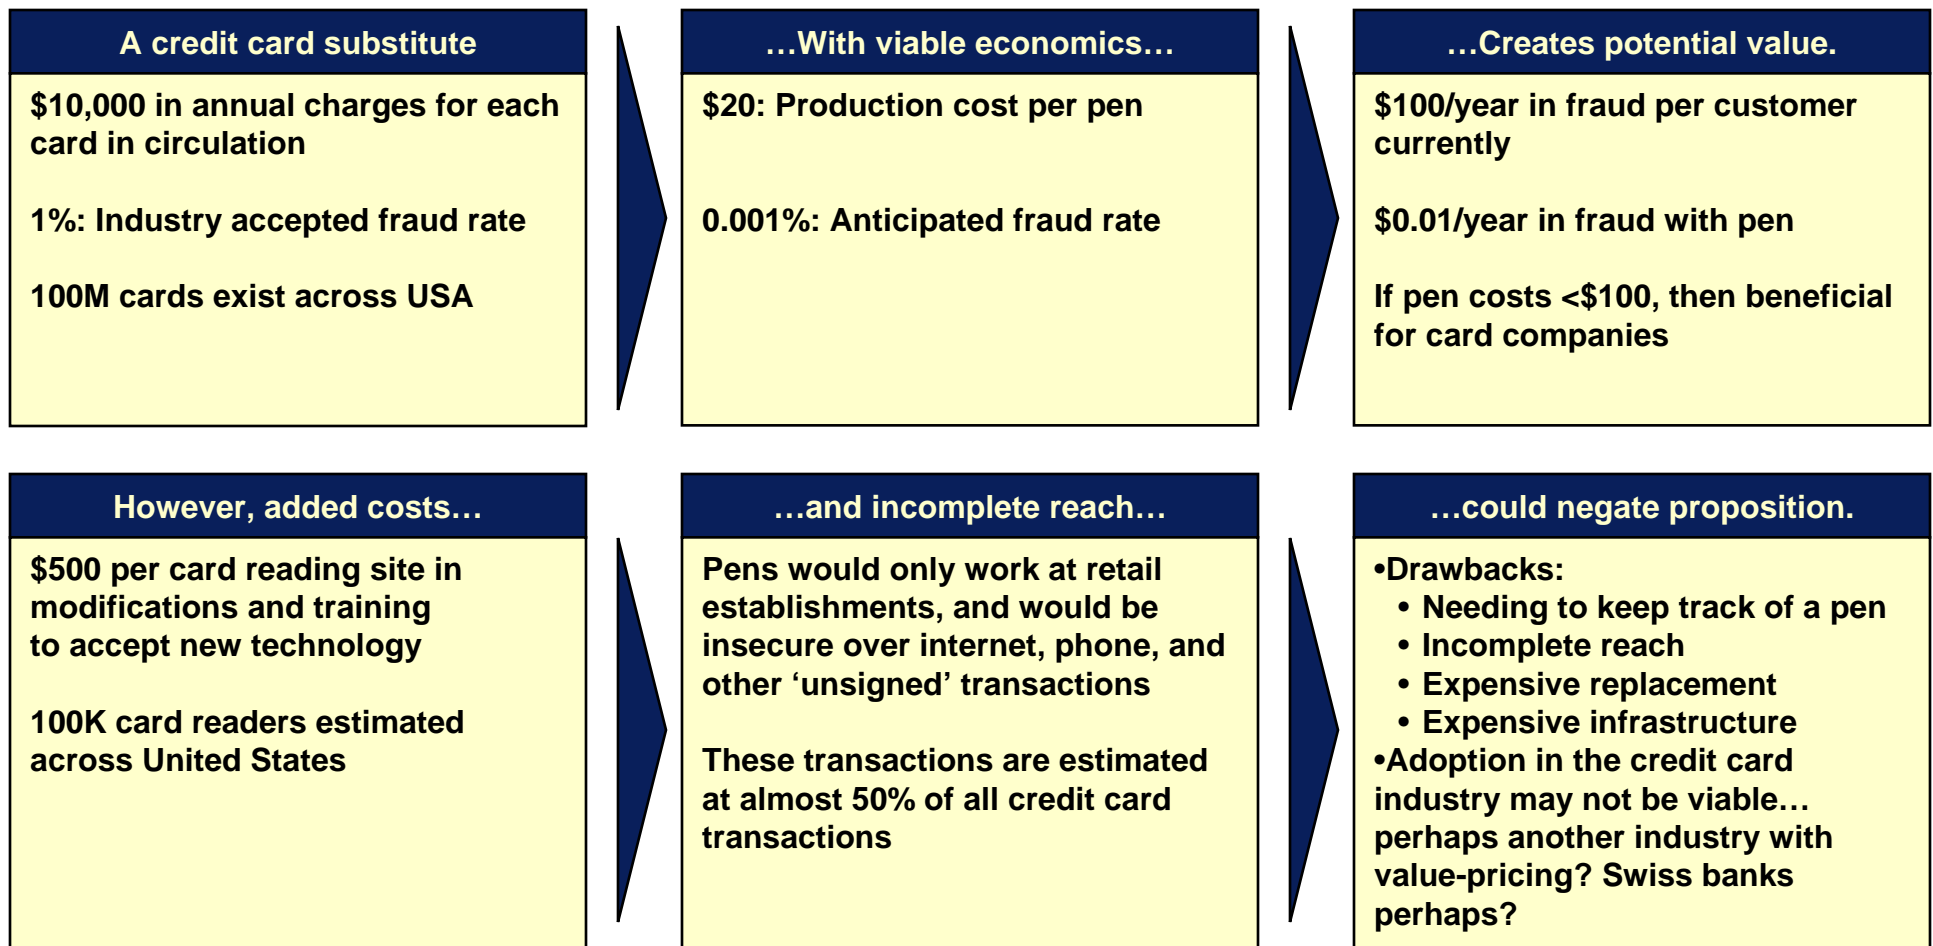 A credit card substitute
$10,000 in annual charges for each
card in circulation
1%: Industry accepted fraud rate
100M cards exist across USA
…With viable economics…
$20: Production cost per pen
0.001%: Anticipated fraud rate
…Creates potential value.
$100/year in fraud per customer
currently
$0.01/year in fraud with pen
If pen costs <$100, then beneficial
for card companies
However, added costs…
$500 per card reading site in
modifications and training
to accept new technology
100K card readers estimated
across United States
…and incomplete reach…
Pens would only work at retail
establishments, and would be
insecure over internet, phone, and
other ‘unsigned’ transactions
These transactions are estimated
at almost 50% of all credit card
transactions
…could negate proposition.
•Drawbacks:
• Needing to keep track of a pen
• Incomplete reach
• Expensive replacement
• Expensive infrastructure
•Adoption in the credit card
industry may not be viable…
perhaps another industry with
value-pricing? Swiss banks
perhaps?